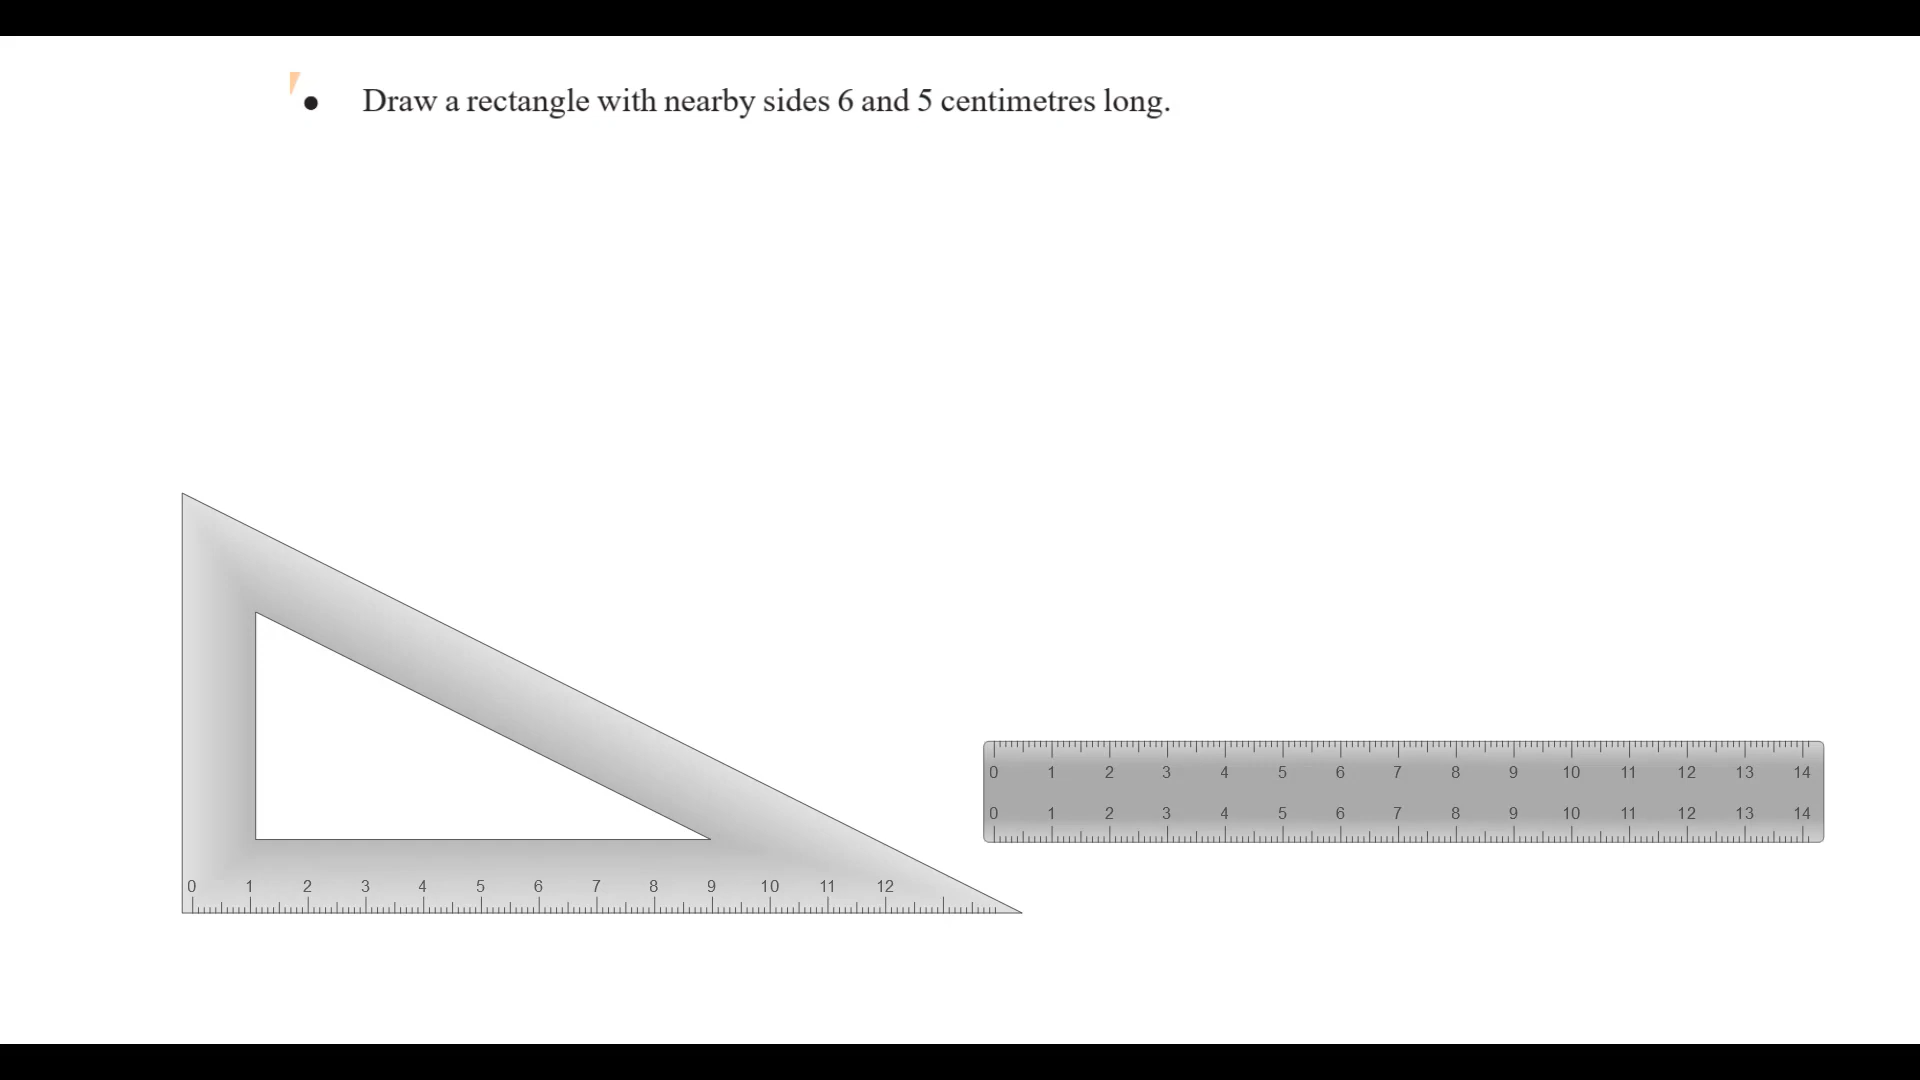 ● Draw a rectangle with nearby sides 6 and 5 centimetres long.
0 1 2 3 4 5 6 7 8 9 10 11 12 13 14
0 1 2 3 4 5 6 7 8 9 10 11 12 13 14
0 1 2 3 4 5 6 7 8 9 10 11 12